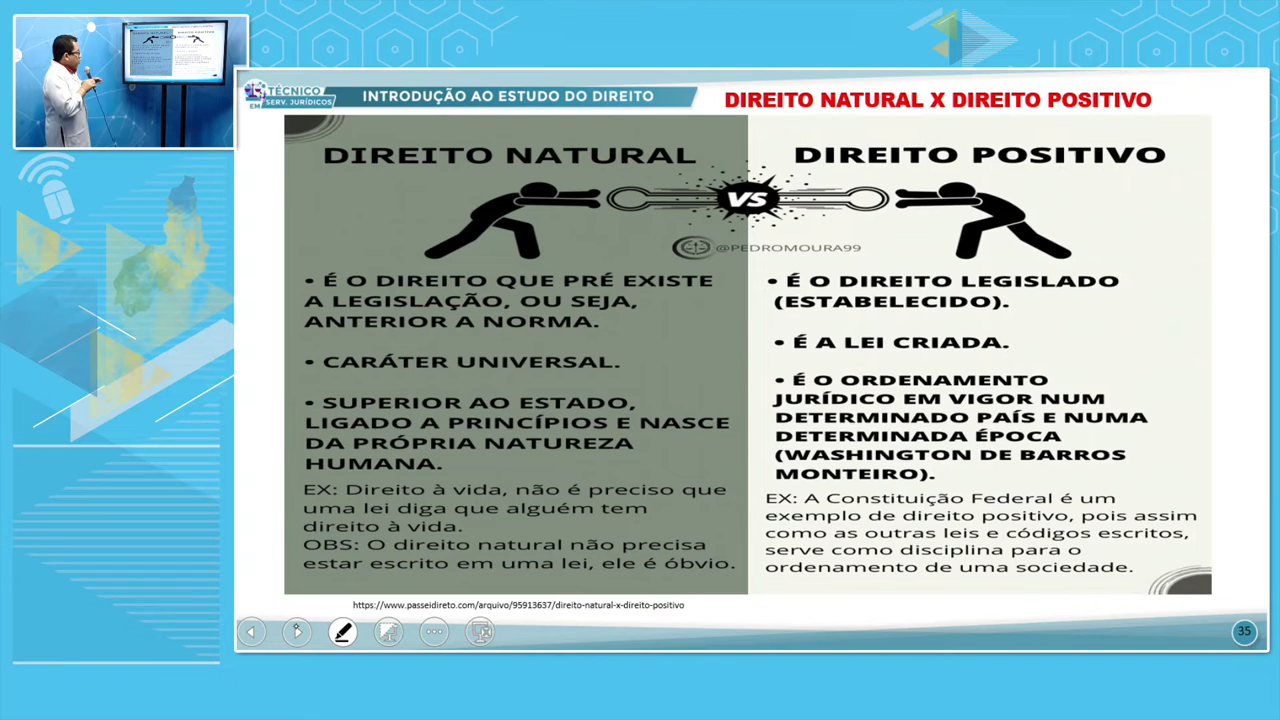 TÉCNICO
EM SERV. JURÍDICOS
INTRODUÇÃO AO ESTUDO DO DIREITO
DIREITO NATURAL X DIREITO POSITIVO
DIREITO NATURAL
VS
@PEDROMOURA99
• É O DIREITO QUE PRÉ EXISTE
A LEGISLAÇÃO, OU SEJA,
ANTERIOR A NORMA.
• CARÁTER UNIVERSAL.
• SUPERIOR AO ESTADO,
LIGADO A PRINCÍPIOS E NASCE
DA PRÓPRIA NATUREZA
HUMANA.
EX: Direito à vida, não é preciso que
uma lei diga que alguém tem
direito à vida.
OBS: O direito natural não precisa
estar escrito em uma lei, ele é óbvio.
DIREITO POSITIVO
• É O DIREITO LEGISLADO
(ESTABELECIDO).
• É A LEI CRIADA.
• É O ORDENAMENTO
JURÍDICO EM VIGOR NUM
DETERMINADO PAÍS E NUMA
DETERMINADA ÉPOCA
(WASHINGTON DE BARROS
MONTEIRO).
EX: A Constituição Federal é um
exemplo de direito positivo, pois assim
como as outras leis e códigos escritos,
serve como disciplina para o
ordenamento de uma sociedade.
https://www.passeidireto.com/arquivo/95913637/direito-natural-x-direito-positivo
35